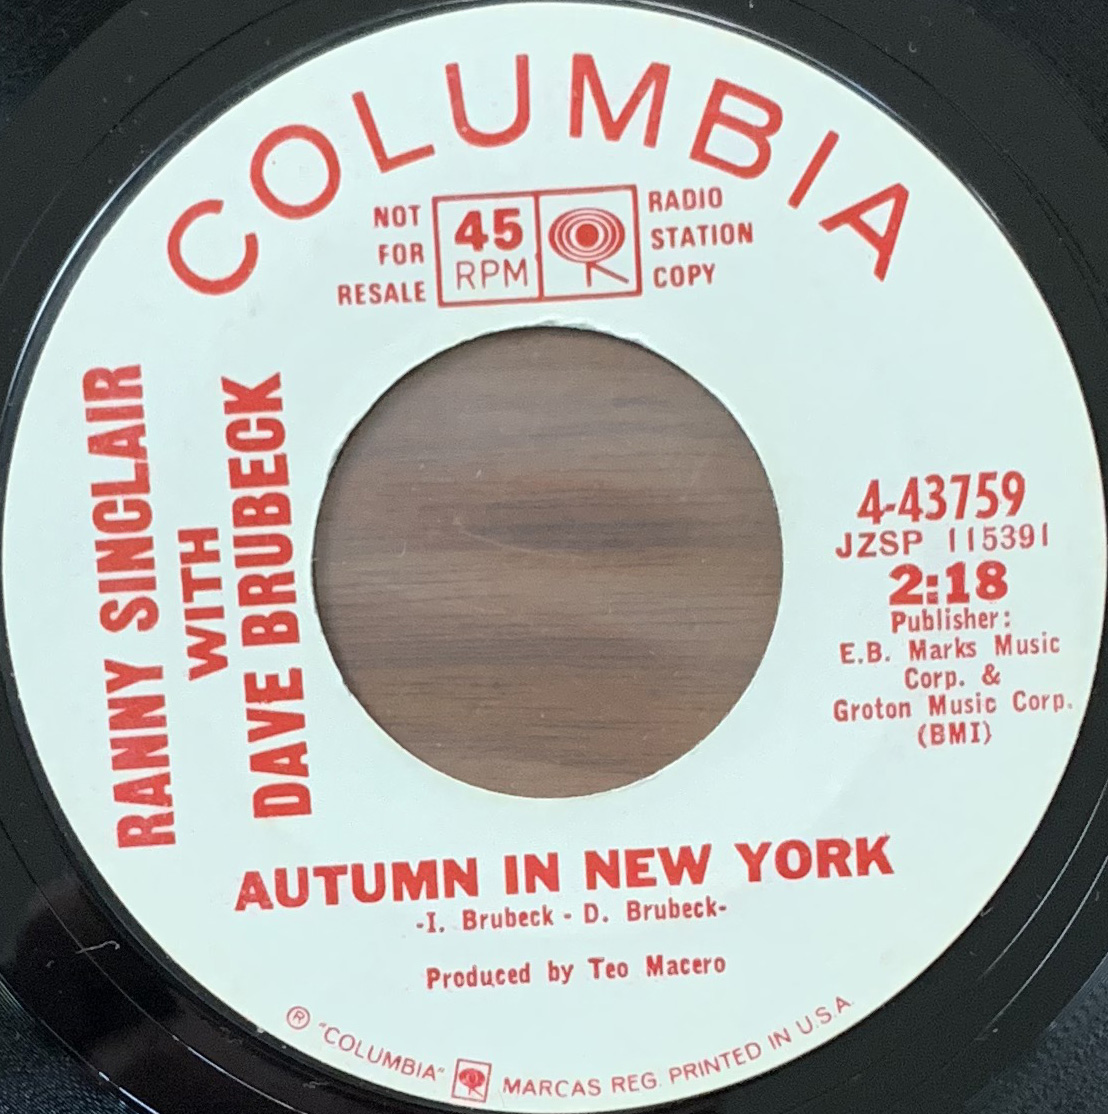 COLUMBIA
NOT
FOR
RESALE
45
RPM
RADIO
STATION
COPY
RANNY SINCLAIR
WITH
DAVE BRUBECK
4-43759
JZSP 115391
2:18
Publisher:
E.B. Marks Music
Corp. &
Groton Music Corp.
(BMI)
AUTUMN IN NEW YORK
-I. Brubeck - D. Brubeck-
Produced by Teo Macero
® "COLUMBIA" MARCAS REG. PRINTED IN U.S.A.